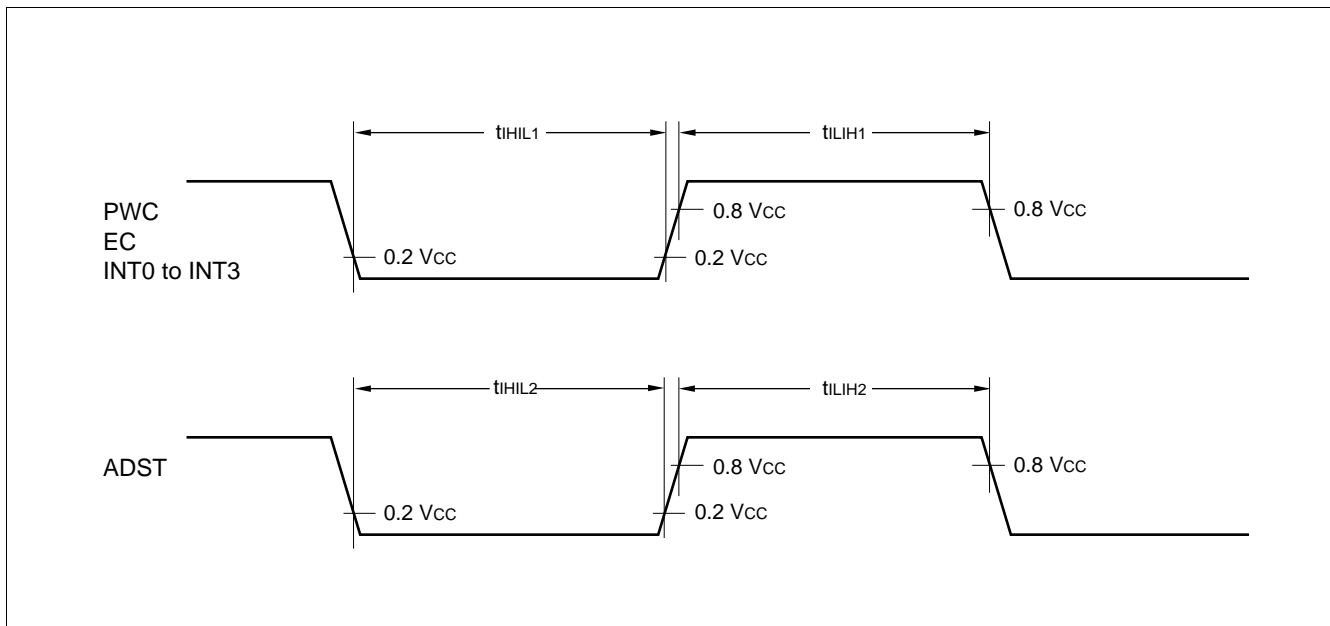 tIHIL1 tILIH1
PWC
EC
INT0 to INT3
0.8 VCC 0.8 VCC
0.2 VCC 0.2 VCC
tIHIL2 tILIH2
ADST
0.8 VCC 0.8 VCC
0.2 VCC 0.2 VCC